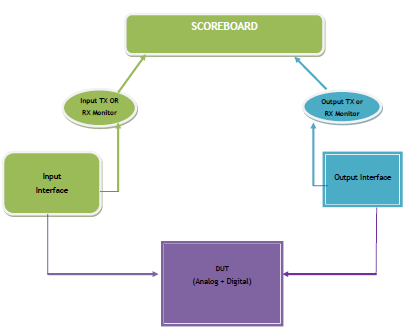 SCOREBOARD
Input TX OR
RX Monitor
Output TX or
RX Monitor
Input
Interface
Output Interface
DUT
(Analog + Digital)